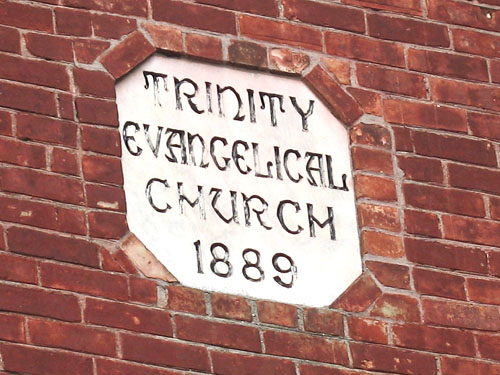 TRINITY
EVANGELICAL
CHURCH
1889